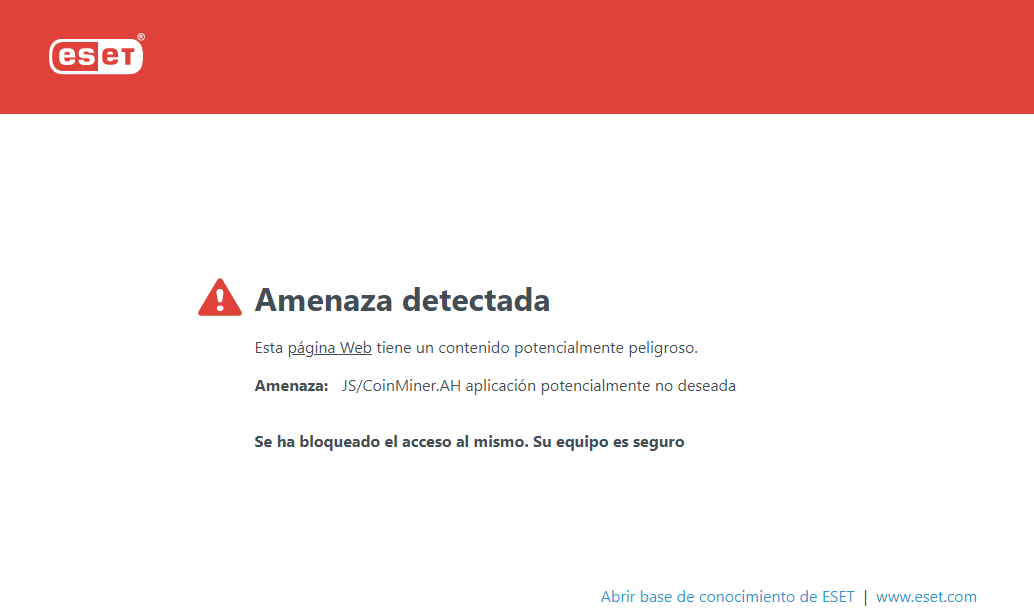 eset®
Amenaza detectada
Esta página Web tiene un contenido potencialmente peligroso.
Amenaza: JS/CoinMiner.AH aplicación potencialmente no deseada
Se ha bloqueado el acceso al mismo. Su equipo es seguro
Abrir base de conocimiento de ESET | www.eset.com